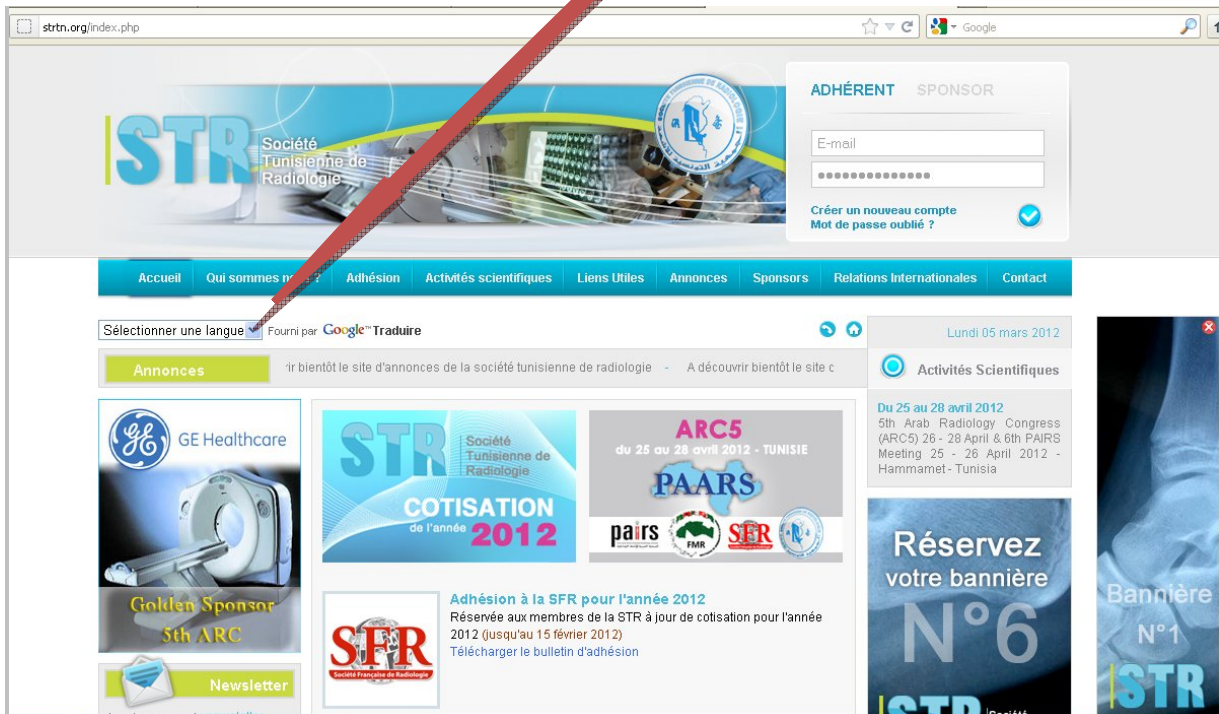 strtn.org/index.php
Google
STR
Société
Tunisienne de
Radiologie
ADHÉRENT SPONSOR
E-mail
Créer un nouveau compte
Mot de passe oublié ?
Accueil Qui sommes ? Adhésion Activités scientifiques Liens Utiles Annonces Sponsors Relations Internationales Contact
Sélectionner une langue Fourni par Google™ Traduire
Lundi 05 mars 2012
Annonces
bientôt le site d'annonces de la société tunisienne de radiologie - A découvrir bientôt le site
Activités Scientifiques
Du 25 au 28 avril 2012
5th Arab Radiology Congress
(ARC5) 26 - 28 April & 6th PAIRS
Meeting 25 - 26 April 2012 -
Hammamet - Tunisia
GE Healthcare
Golden Sponsor
5th ARC
STR
Société
Tunisienne de
Radiologie
COTISATION
de l'année 2012
ARC5
du 25 au 28 avril 2012 - TUNISIE
PAARS
pairs
FMR
SFR
Adhésion à la SFR pour l'année 2012
Réservée aux membres de la STR à jour de cotisation pour l'année
2012 (jusqu'au 15 février 2012)
Télécharger le bulletin d'adhésion
SFR
Société Française de Radiologie
Newsletter
Réservez
votre bannière
N°6
STR
Société
Bannière
N°1
STR